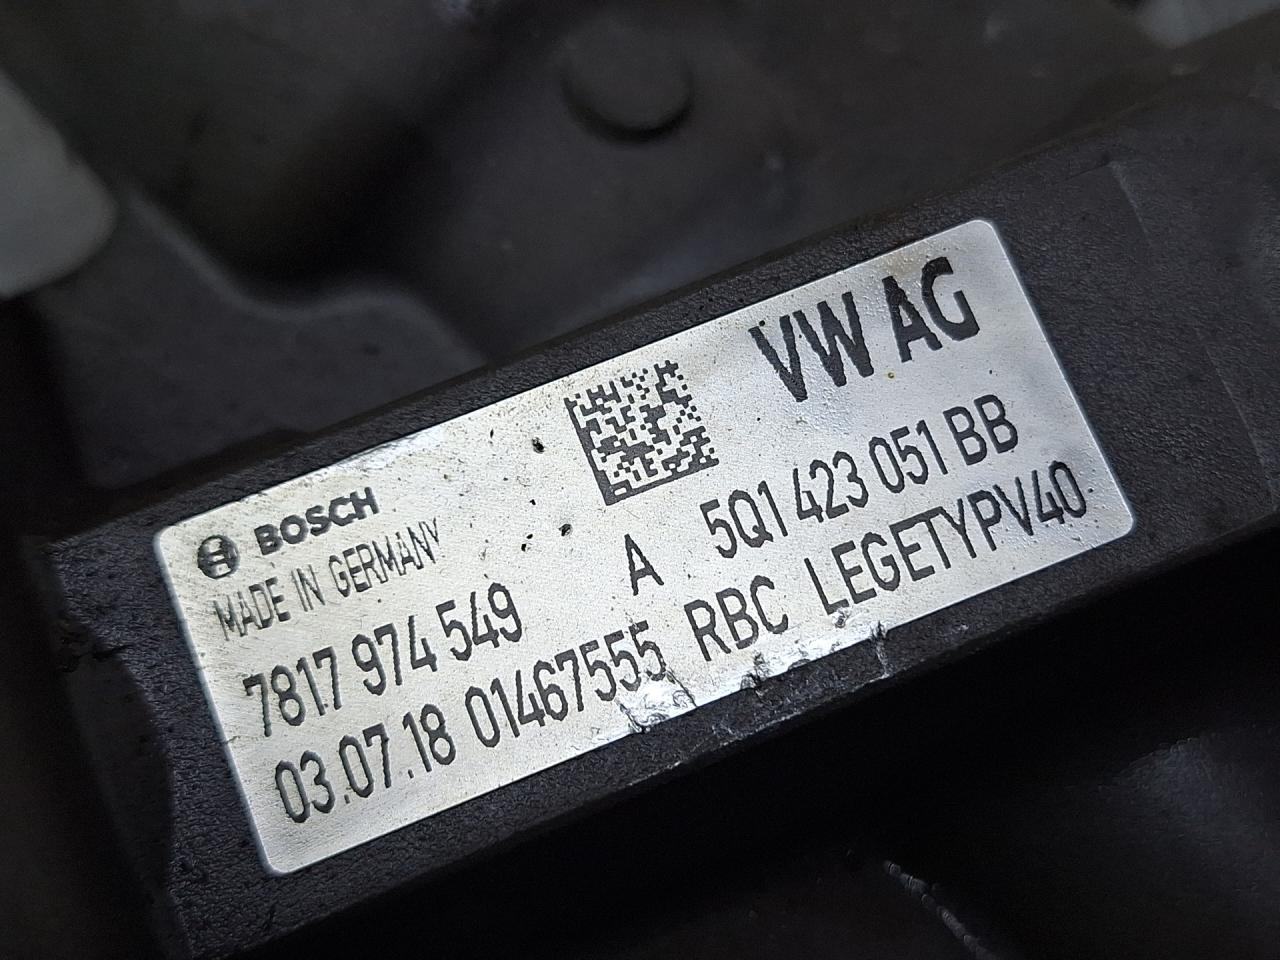 VW AG
BOSCH
MADE IN GERMANY
7817 974 549 A 5Q1 423 051 BB
03.07.18 01467555 RBC LEGETYPV40